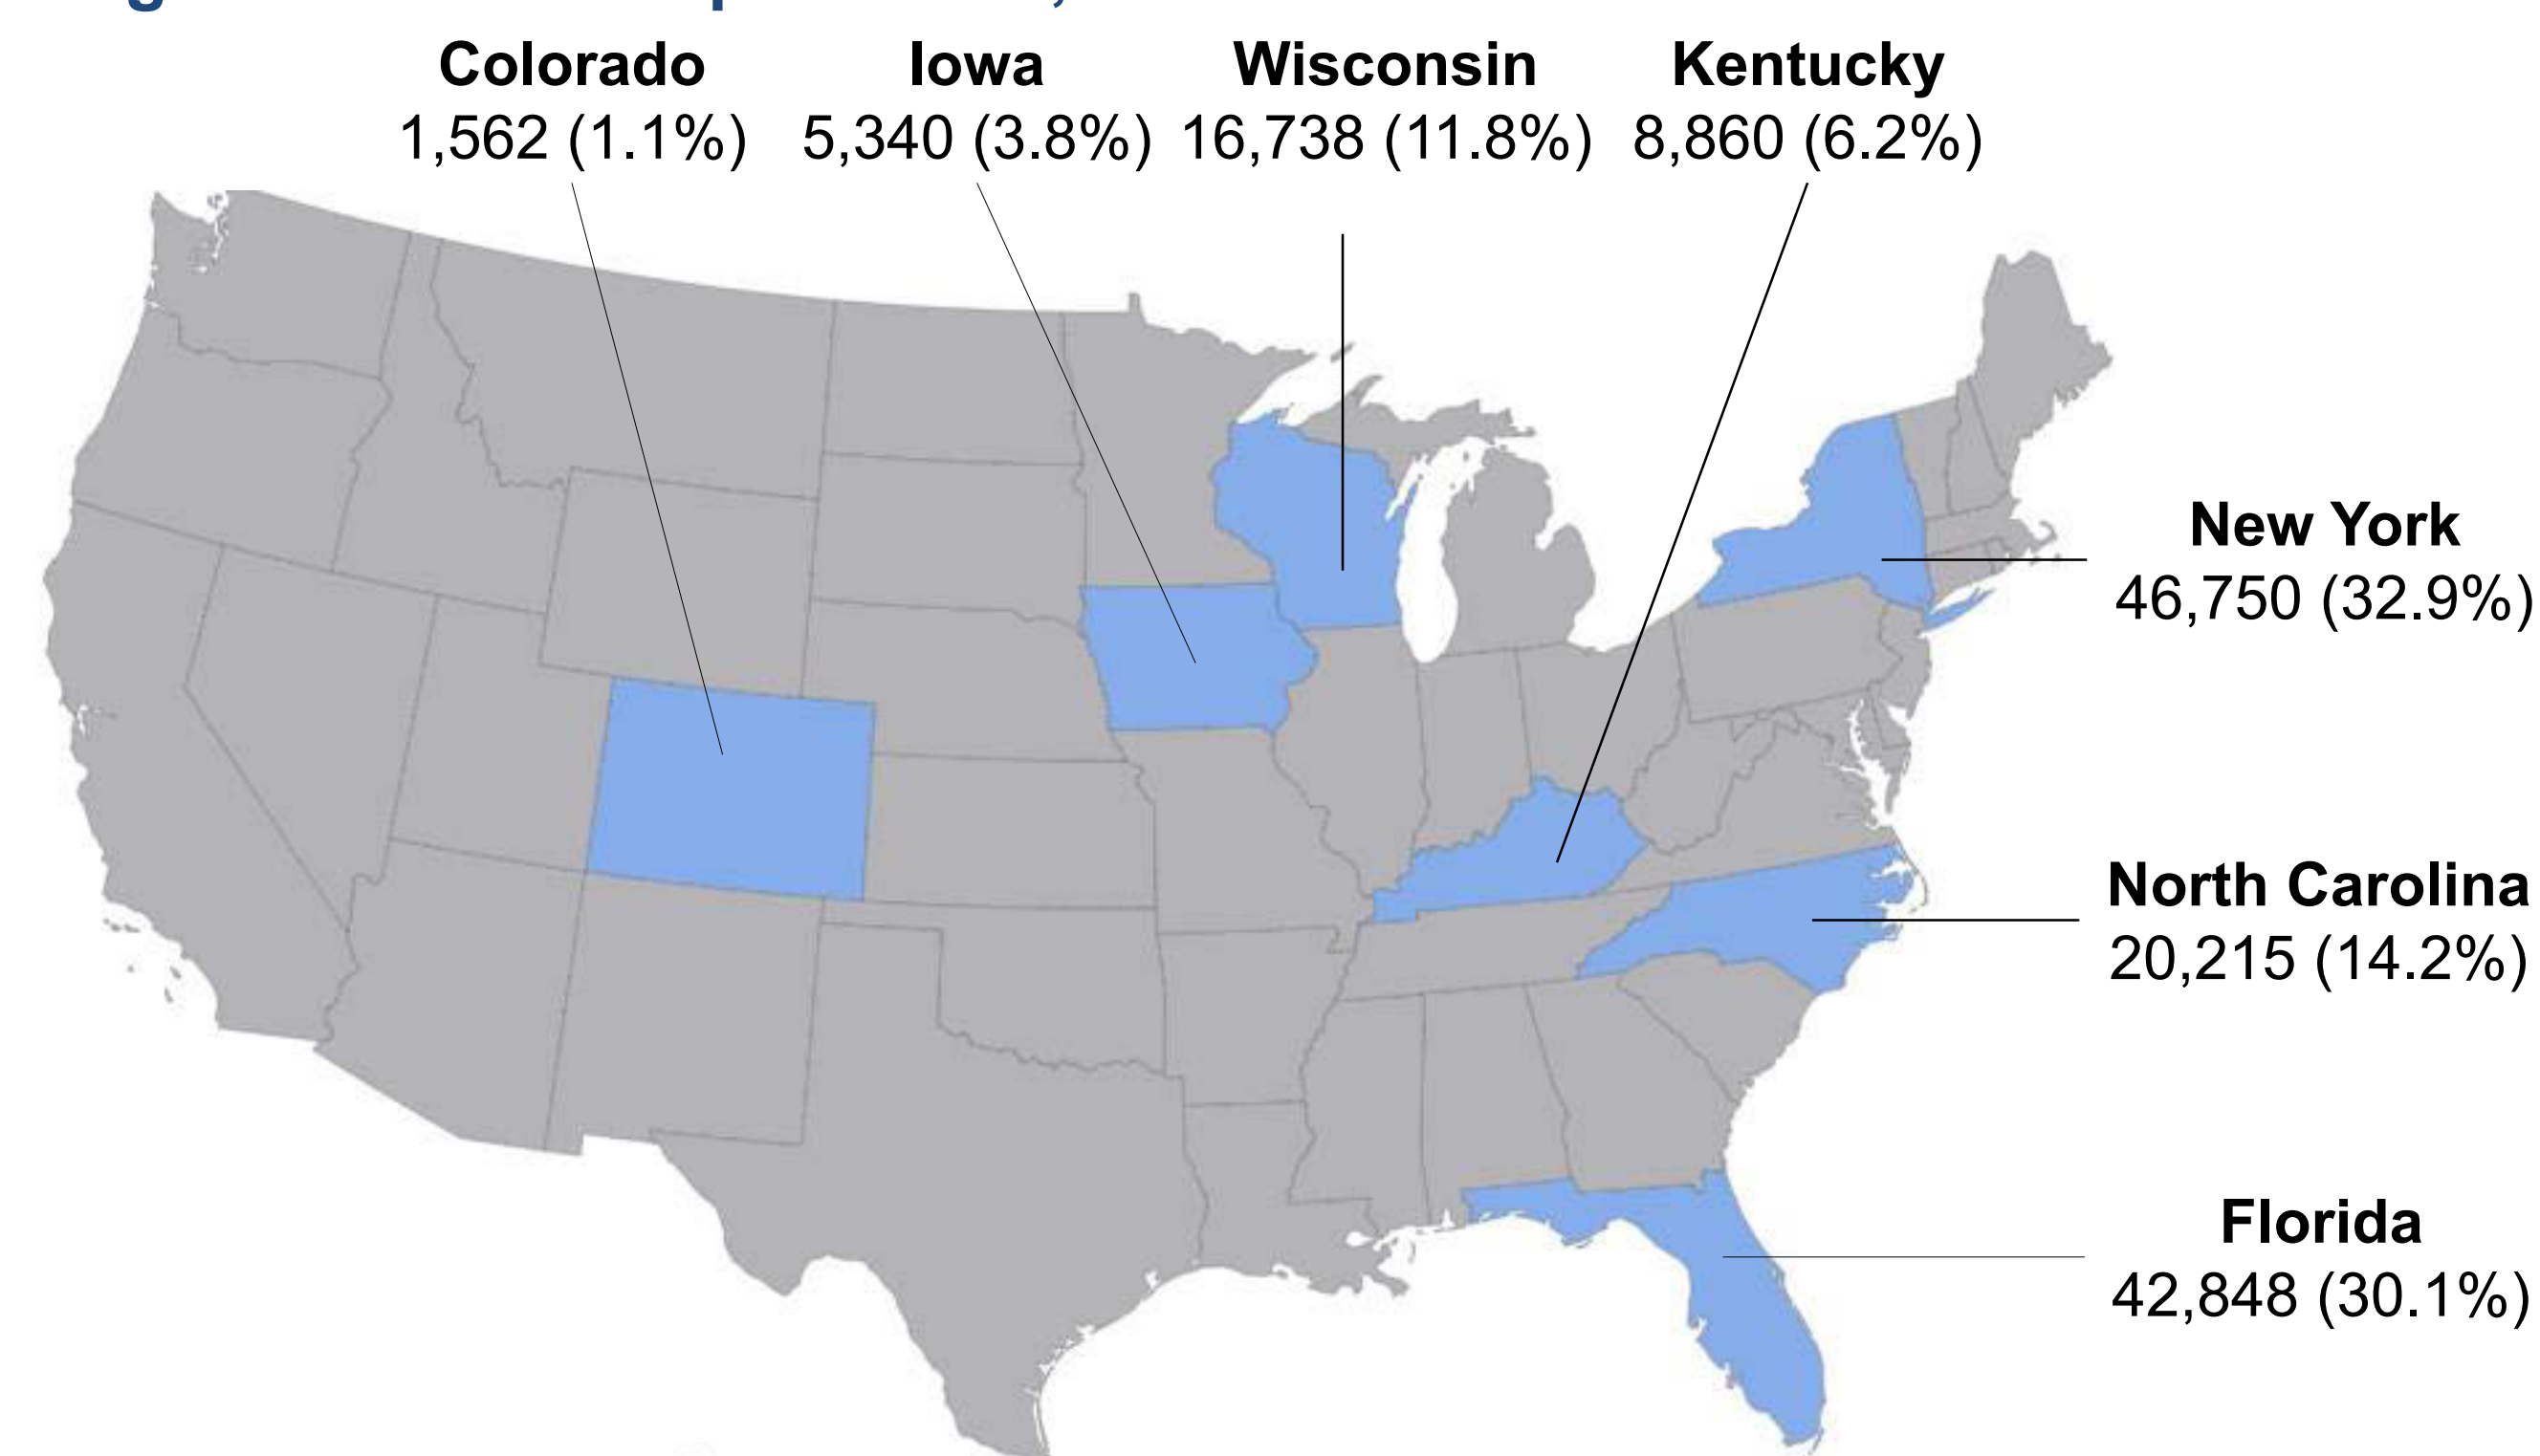 Colorado
1,562 (1.1%)
Iowa
5,340 (3.8%)
Wisconsin
16,738 (11.8%)
Kentucky
8,860 (6.2%)
New York
46,750 (32.9%)
North Carolina
20,215 (14.2%)
Florida
42,848 (30.1%)